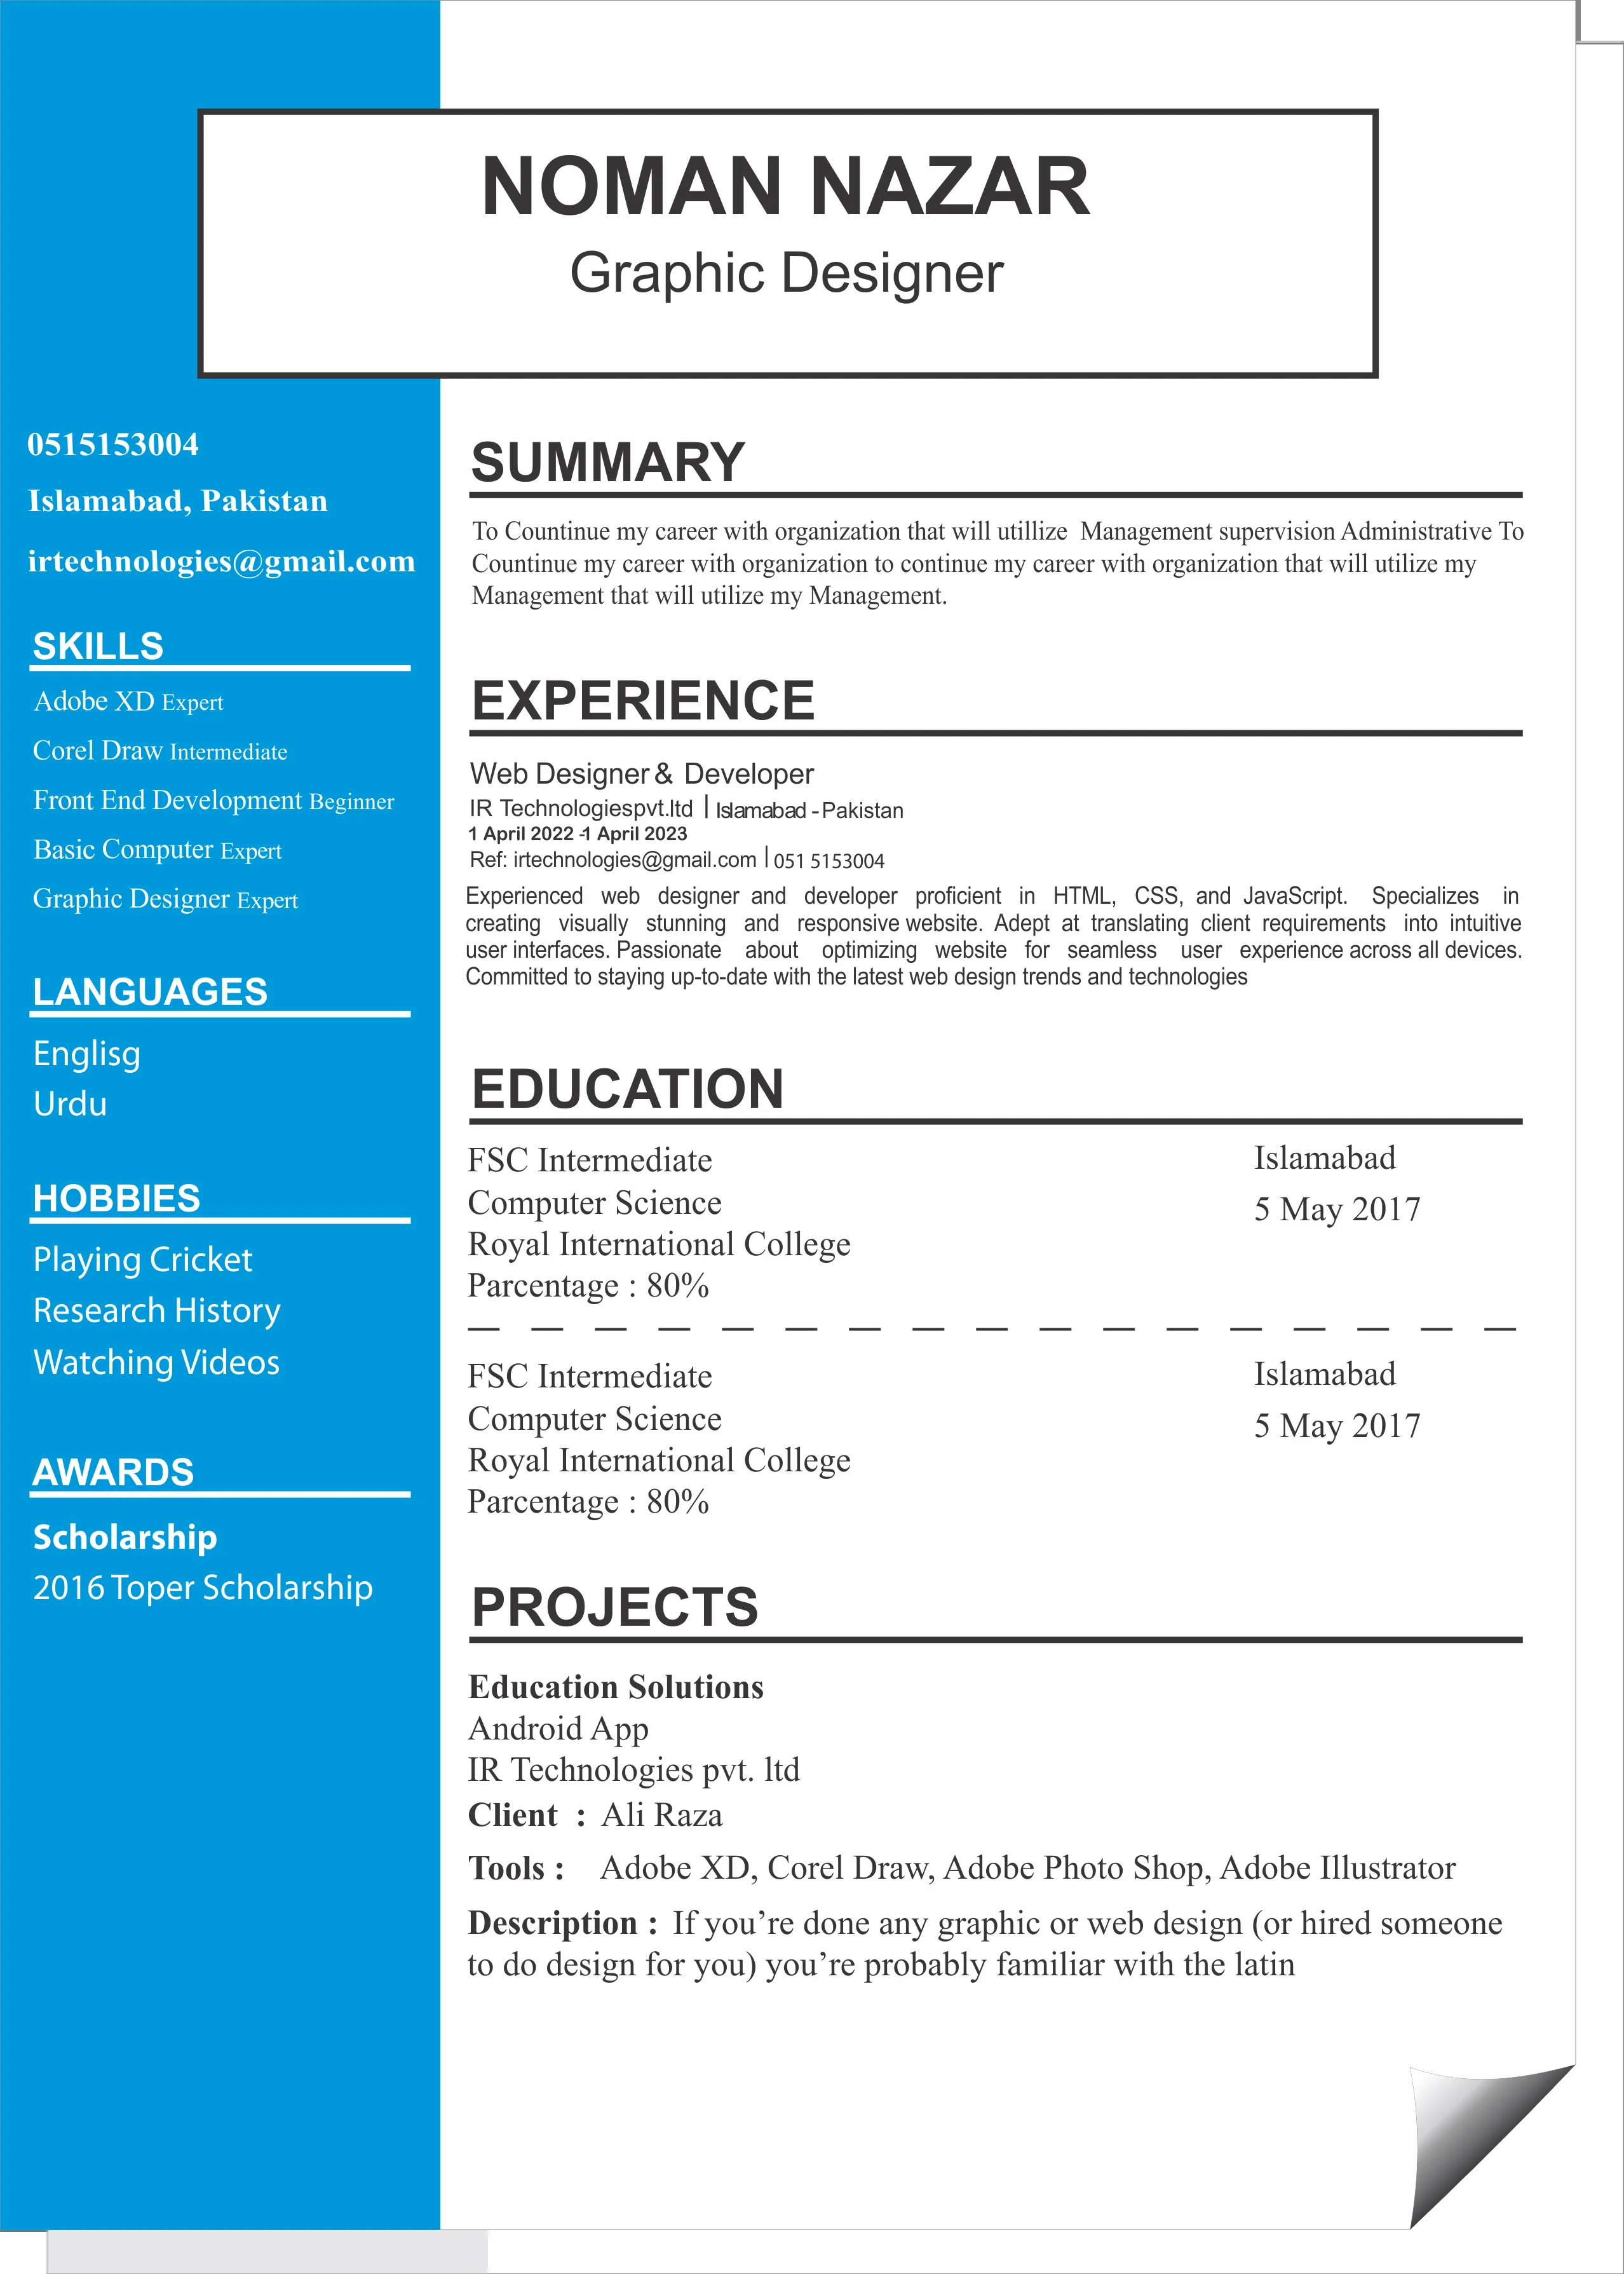 NOMAN NAZAR
Graphic Designer
0515153004
Islamabad, Pakistan
irtechnologies@gmail.com
SKILLS
Adobe XD Expert
Corel Draw Intermediate
Front End Development Beginner
Basic Computer Expert
Graphic Designer Expert
LANGUAGES
Englisg
Urdu
HOBBIES
Playing Cricket
Research History
Watching Videos
AWARDS
Scholarship
2016 Toper Scholarship
SUMMARY
To Countinue my career with organization that will utillize Management supervision Administrative To
Countinue my career with organization to continue my career with organization that will utilize my
Management that will utilize my Management.
EXPERIENCE
Web Designer & Developer
IR Technologiespvt.ltd | Islamabad - Pakistan
1 April 2022 -1 April 2023
Ref: irtechnologies@gmail.com | 051 5153004
Experienced web designer and developer proficient in HTML, CSS, and JavaScript. Specializes in
creating visually stunning and responsive website. Adept at translating client requirements into intuitive
user interfaces. Passionate about optimizing website for seamless user experience across all devices.
Committed to staying up-to-date with the latest web design trends and technologies
EDUCATION
FSC Intermediate Islamabad
Computer Science 5 May 2017
Royal International College
Parcentage : 80%
FSC Intermediate Islamabad
Computer Science 5 May 2017
Royal International College
Parcentage : 80%
PROJECTS
Education Solutions
Android App
IR Technologies pvt. ltd
Client : Ali Raza
Tools : Adobe XD, Corel Draw, Adobe Photo Shop, Adobe Illustrator
Description : If you're done any graphic or web design (or hired someone
to do design for you) you're probably familiar with the latin